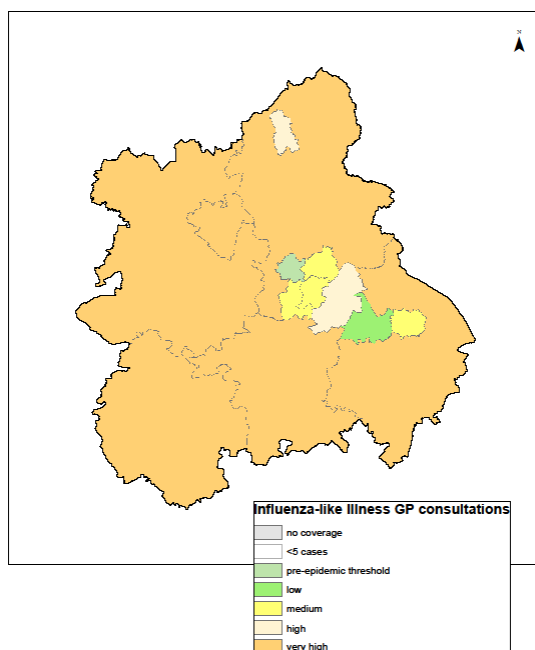 Influenza-like Illness GP consultations
no coverage
<5 cases
pre-epidemic threshold
low
medium
high
very high